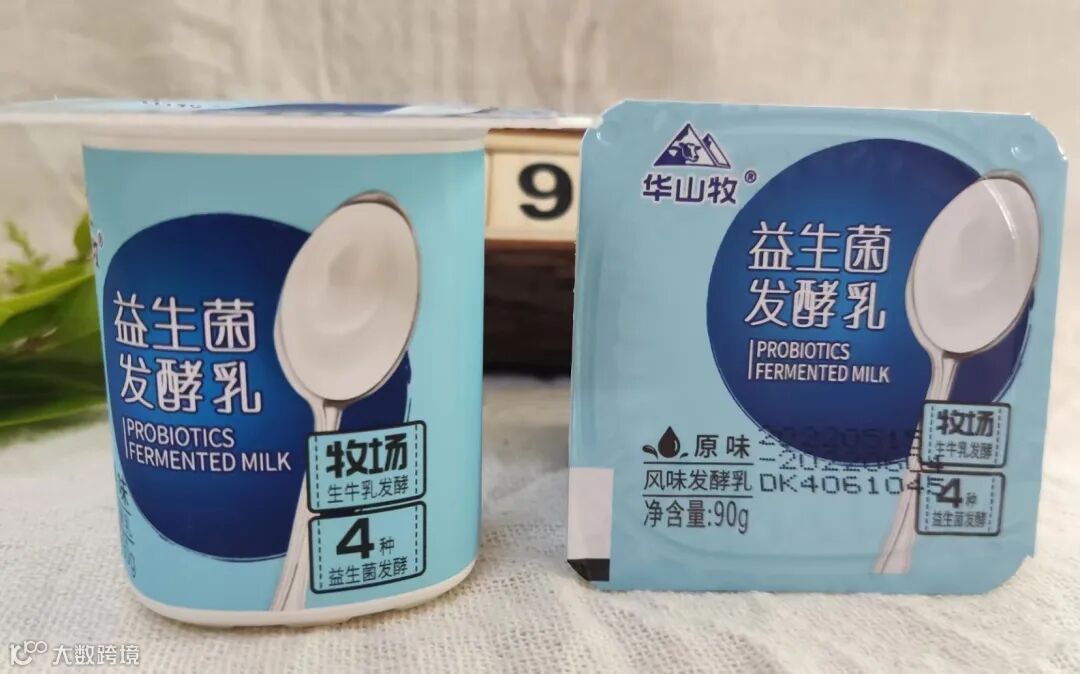 益生菌
发酵乳
PROBIOTICS
FERMENTED MILK
牧场
生牛乳发酵
4种
益生菌发酵
9
华山牧®
益生菌
发酵乳
PROBIOTICS
FERMENTED MILK
原味
风味发酵乳
净含量:90g
DK4061045
牧场
生牛乳发酵
4种
益生菌发酵
大数跨境